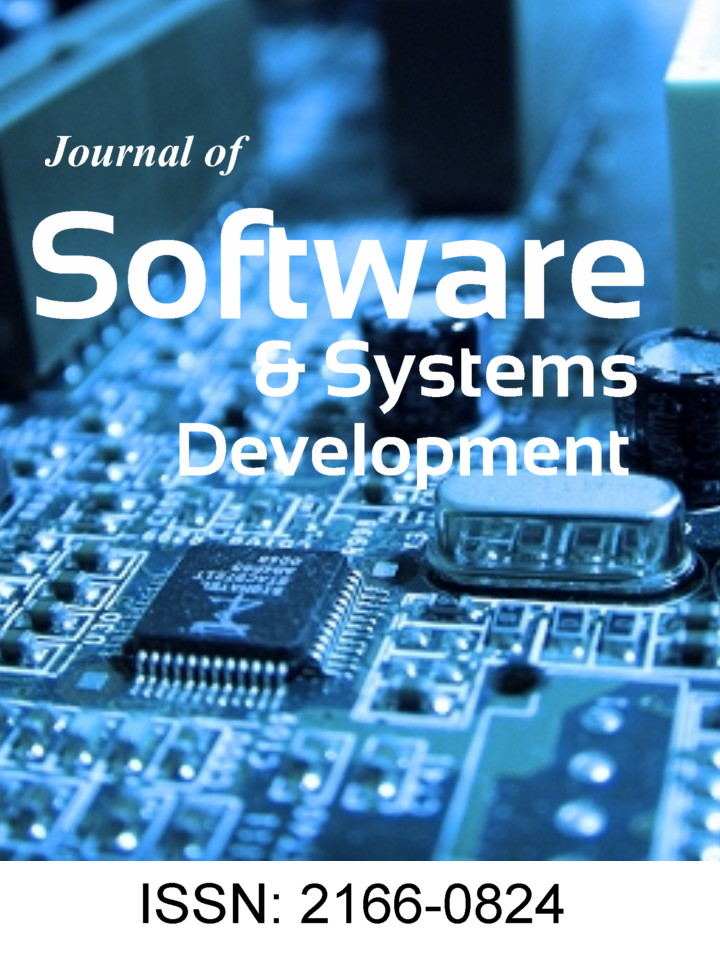 Journal of
Software
& Systems
Development
ISSN: 2166-0824